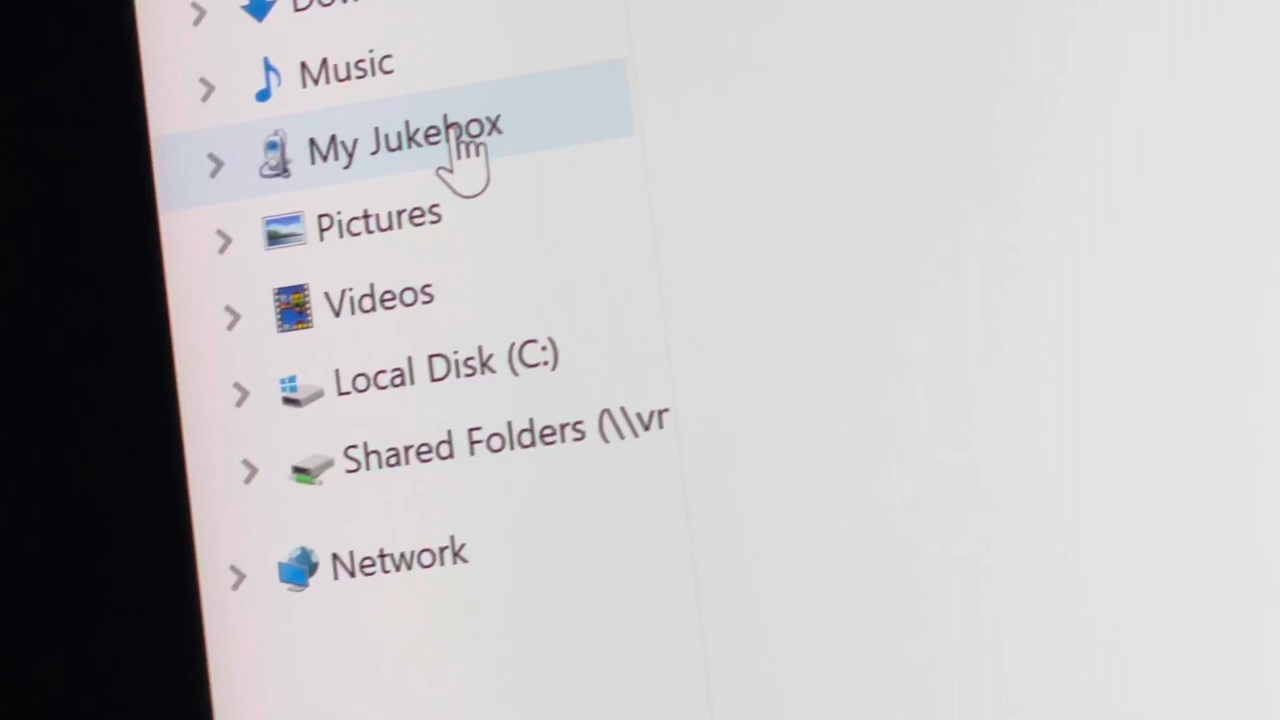 Music
My Jukebox
Pictures
Videos
Local Disk (C:)
Shared Folders (\\vr
Network